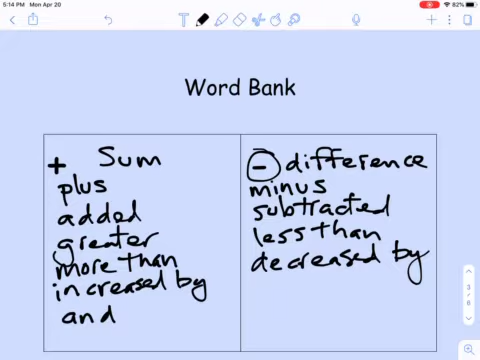 5:14 PM Mon Apr 20
82%
Word Bank
+ Sum
plus
added
greater
more than
increased by
and
- difference
minus
subtracted
less than
decreased by
3
/
6